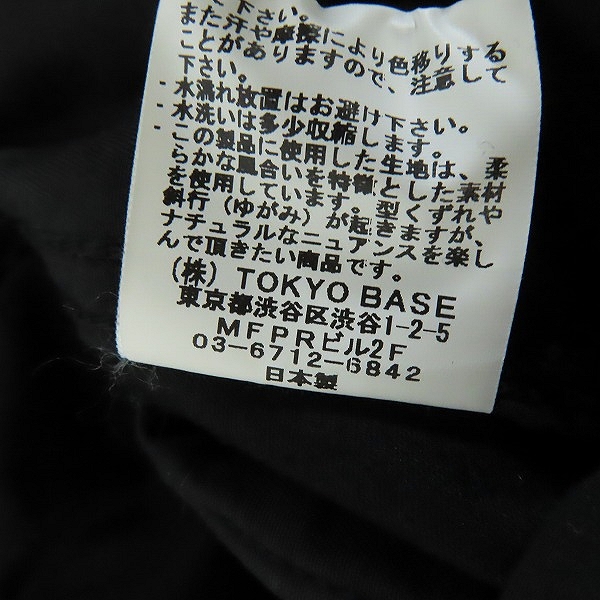 て下さい。
また汗や摩擦により色移りする
ことがありますので、注意して
下さい。
・水濡れ放置はお避け下さい。
・水洗いは多少収縮します。
・この製品に使用した生地は、柔
らかな風合いを特徴とした素材
を使用しています。型くずれや
斜行（ゆがみ）が起きますが、
ナチュラルなニュアンスを楽し
んで頂きたい商品です。
（株）TOKYO BASE
東京都渋谷区渋谷1-2-5
MFPRビル2F
03-6712-6842
日本製